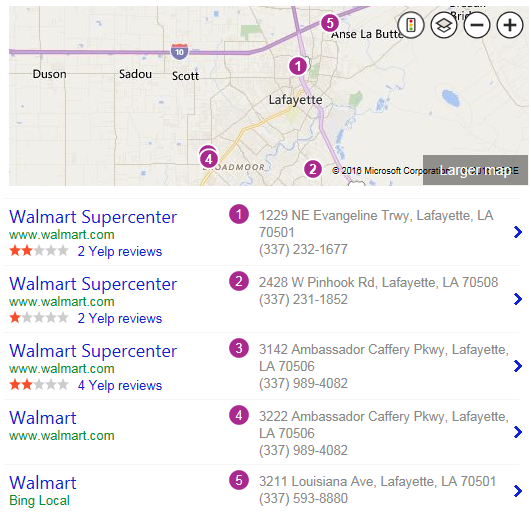 Breaux
Bridge
5
Anse La Butte
10
1
Duson
Sadou
Scott
Lafayette
4
BROADMOOR
2
© 2016 Microsoft Corporation
HERE
Larger map
Walmart Supercenter
www.walmart.com
2 Yelp reviews
1
1229 NE Evangeline Trwy, Lafayette, LA
70501
(337) 232-1677
Walmart Supercenter
www.walmart.com
2 Yelp reviews
2
2428 W Pinhook Rd, Lafayette, LA 70508
(337) 231-1852
Walmart Supercenter
www.walmart.com
4 Yelp reviews
3
3142 Ambassador Caffery Pkwy, Lafayette,
LA 70506
(337) 989-4082
Walmart
www.walmart.com
4
3222 Ambassador Caffery Pkwy, Lafayette,
LA 70506
(337) 989-4082
Walmart
Bing Local
5
3211 Louisiana Ave, Lafayette, LA 70501
(337) 593-8880